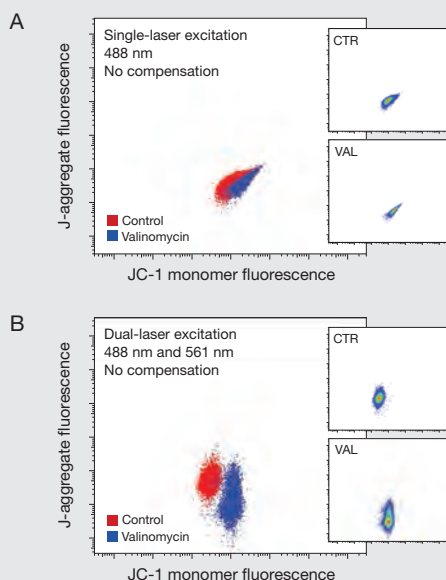 A
Single-laser excitation
488 nm
No compensation
CTR
VAL
Control
Valinomycin
J-aggregate fluorescence
JC-1 monomer fluorescence
B
Dual-laser excitation
488 nm and 561 nm
No compensation
CTR
VAL
Control
Valinomycin
J-aggregate fluorescence
JC-1 monomer fluorescence